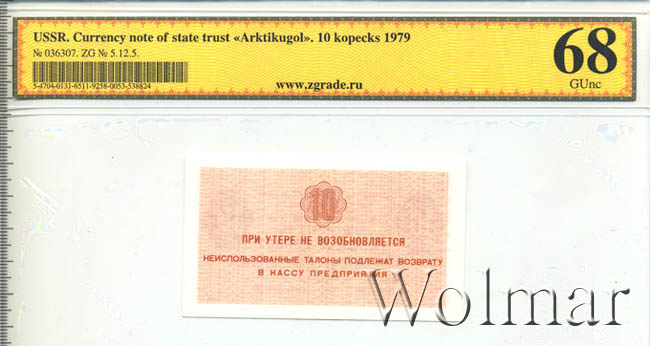 USSR. Currency note of state trust «Arktikugol». 10 kopecks 1979
№ 036307. ZG № 5.12.5.
5-4704-0131-6511-9258-0053-538824
www.zgrade.ru
68
GUnc
10
ПРИ УТЕРЕ НЕ ВОЗОБНОВЛЯЕТСЯ
НЕИСПОЛЬЗОВАННЫЕ ТАЛОНЫ ПОДЛЕЖАТ ВОЗВРАТУ
В КАССУ ПРЕДПРИЯТИЯ
Wolmar